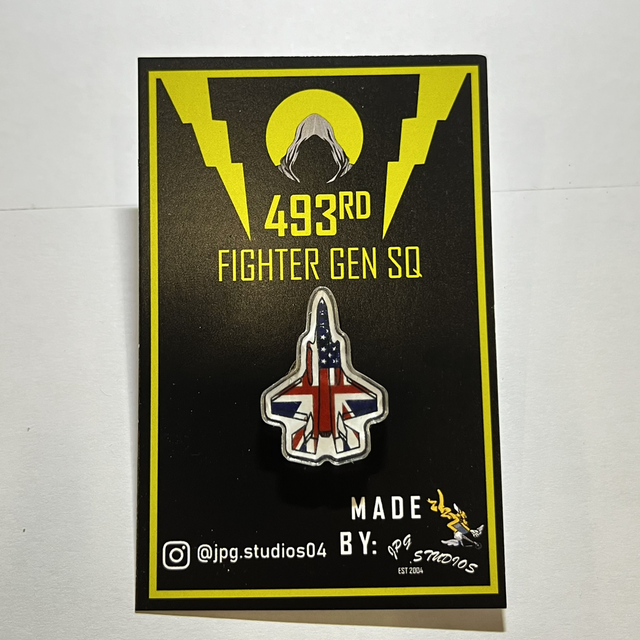 493RD
FIGHTER GEN SQ
MADE
BY:
JPG
STUDIOS
EST 2004
@jpg.studios04